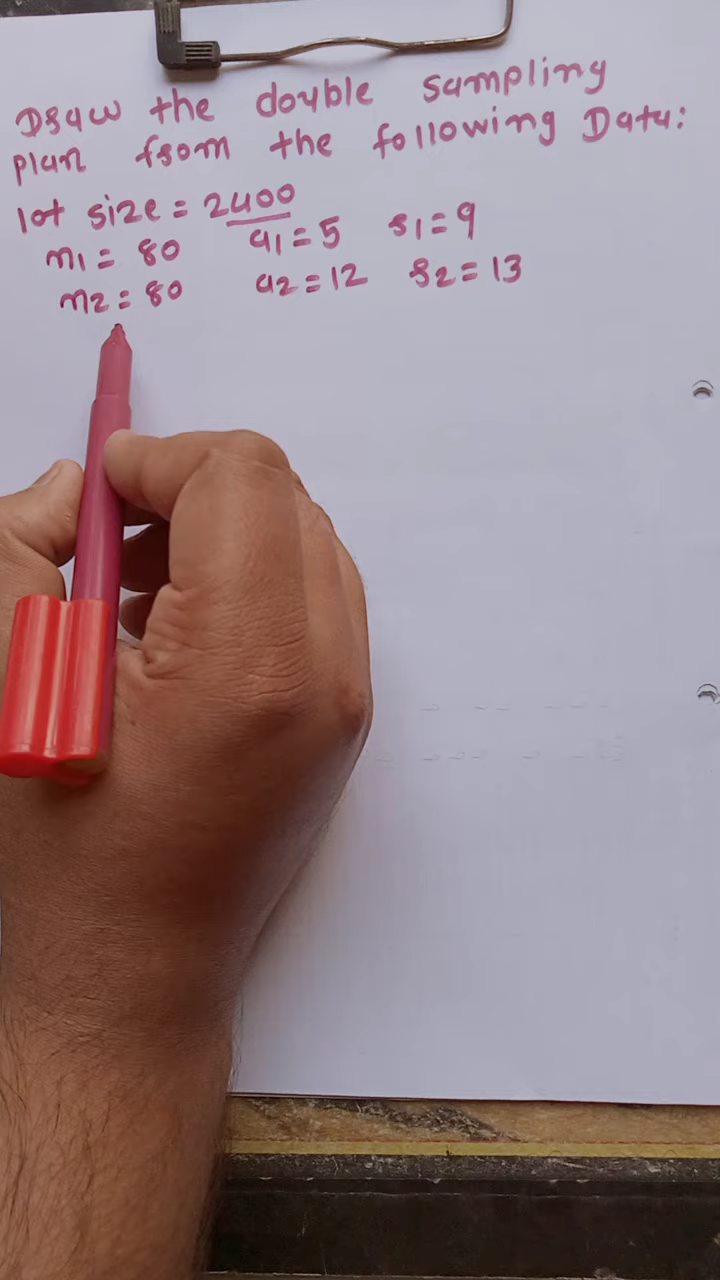 Draw the double sampling
plan from the following Data:
lot size = 2400
n1 = 80 a1 = 5 r1 = 9
n2 = 80 a2 = 12 r2 = 13